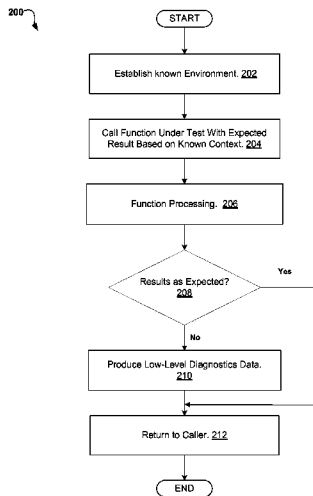 200
START
Establish known Environment. 202
Call Function Under Test With Expected
Result Based on Known Context. 204
Function Processing. 206
Results as Expected?
208
Yes
No
Produce Low-Level Diagnostics Data.
210
Return to Caller. 212
END